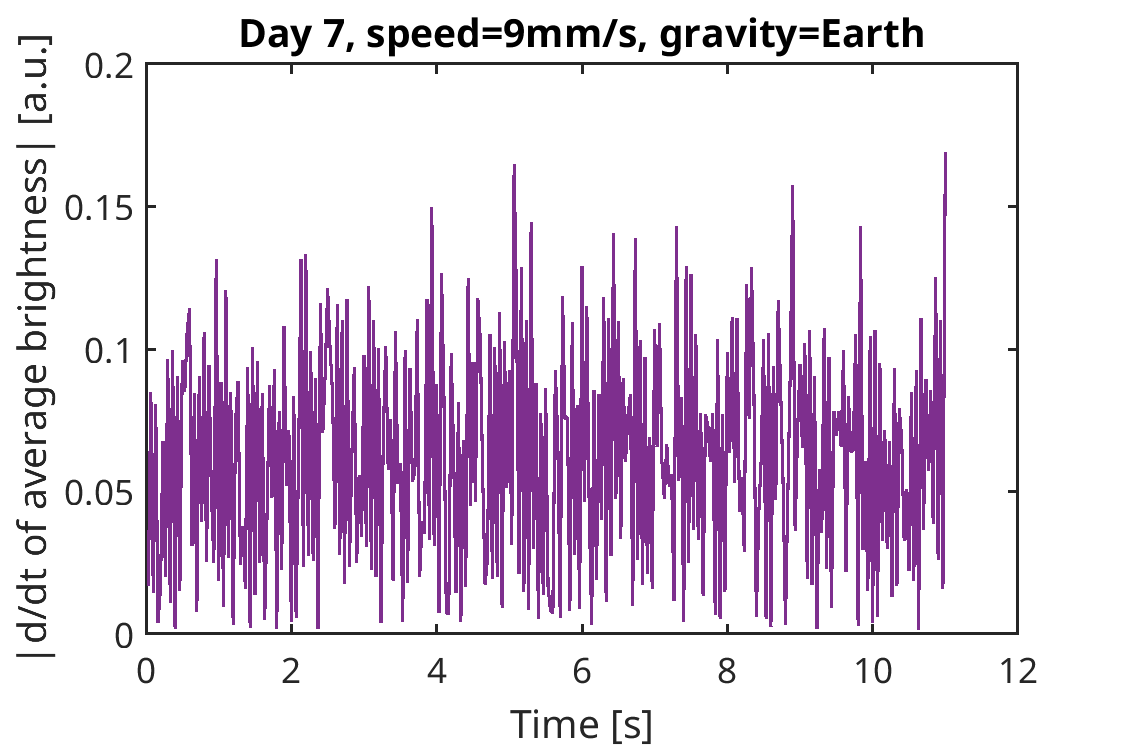 Day 7, speed=9mm/s, gravity=Earth
|d/dt of average brightness| [a.u.]
0.2
0.15
0.1
0.05
0
0 2 4 6 8 10 12
Time [s]